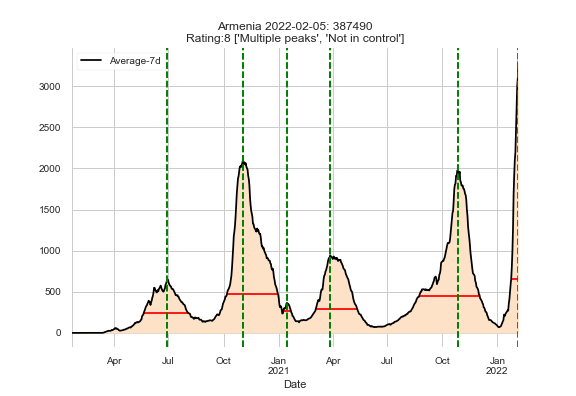 Armenia 2022-02-05: 387490
Rating:8 ['Multiple peaks', 'Not in control']
Average-7d
3000
2500
2000
1500
1000
500
0
Apr Jul Oct Jan Apr Jul Oct Jan
2021 2022
Date